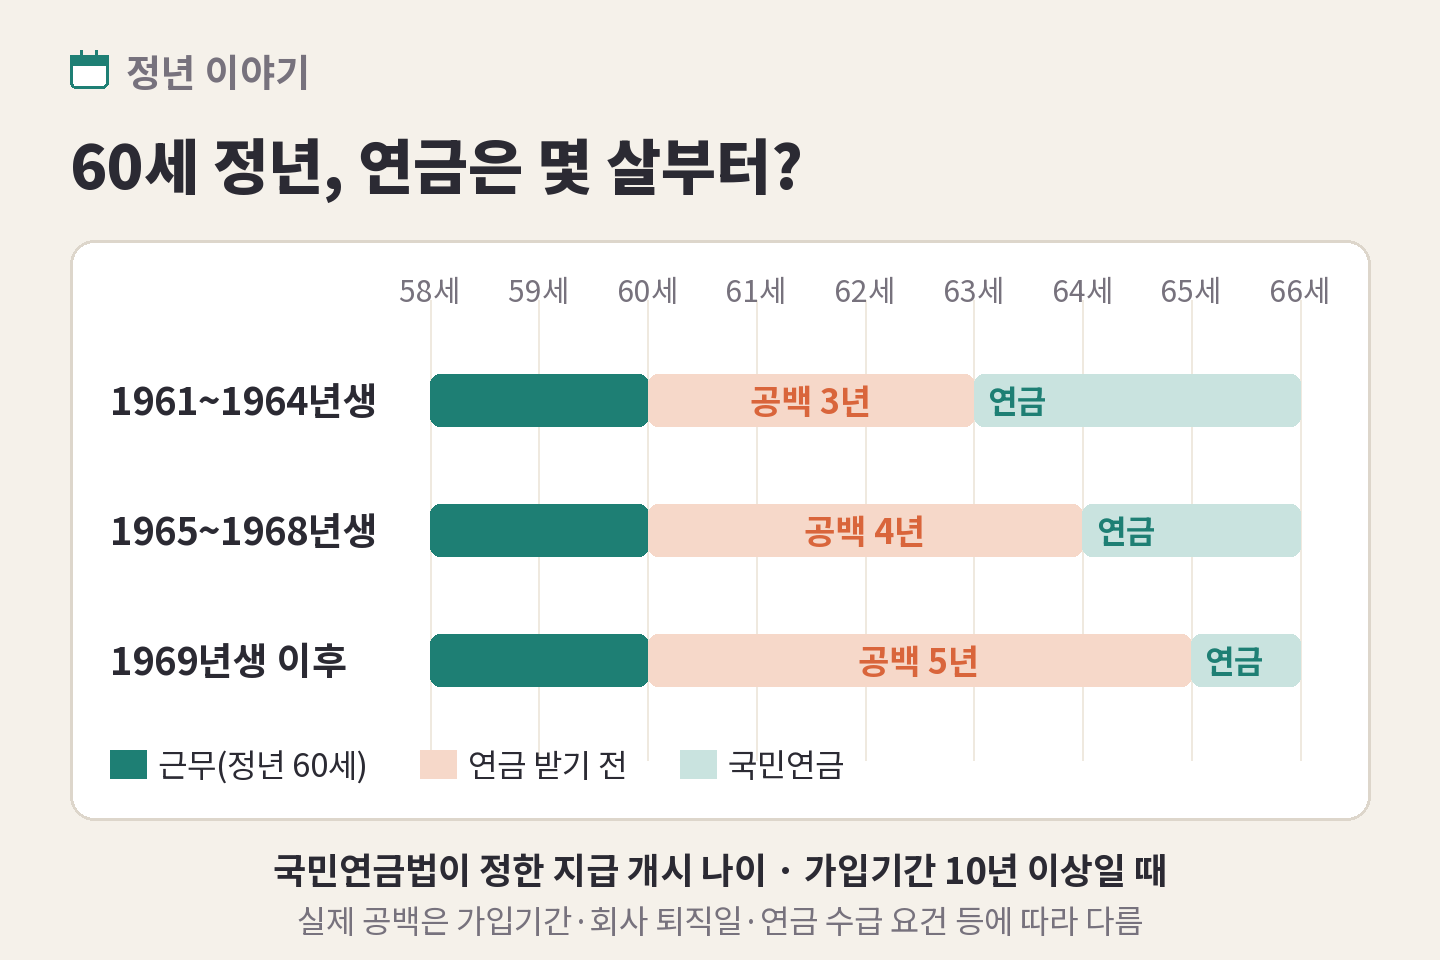 정년 이야기
60세 정년, 연금은 몇 살부터?
58세 59세 60세 61세 62세 63세 64세 65세 66세
1961~1964년생 공백 3년 연금
1965~1968년생 공백 4년 연금
1969년생 이후 공백 5년 연금
근무(정년 60세) 연금 받기 전 국민연금
국민연금법이 정한 지급 개시 나이 · 가입기간 10년 이상일 때
실제 공백은 가입기간·회사 퇴직일·연금 수급 요건 등에 따라 다름